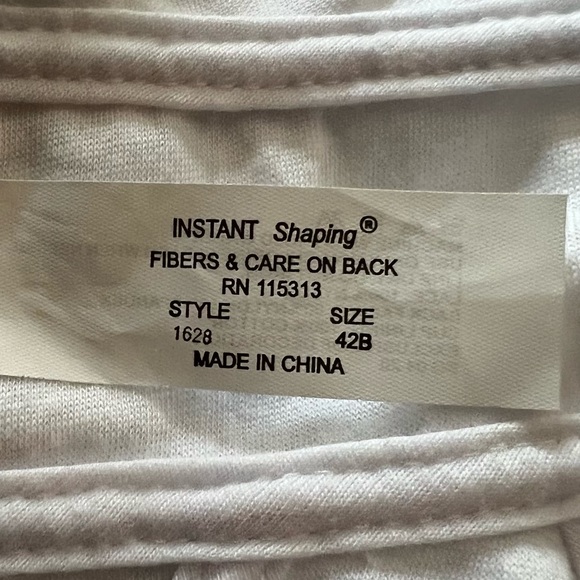 INSTANT Shaping®
FIBERS & CARE ON BACK
RN 115313
STYLE SIZE
1628 42B
MADE IN CHINA